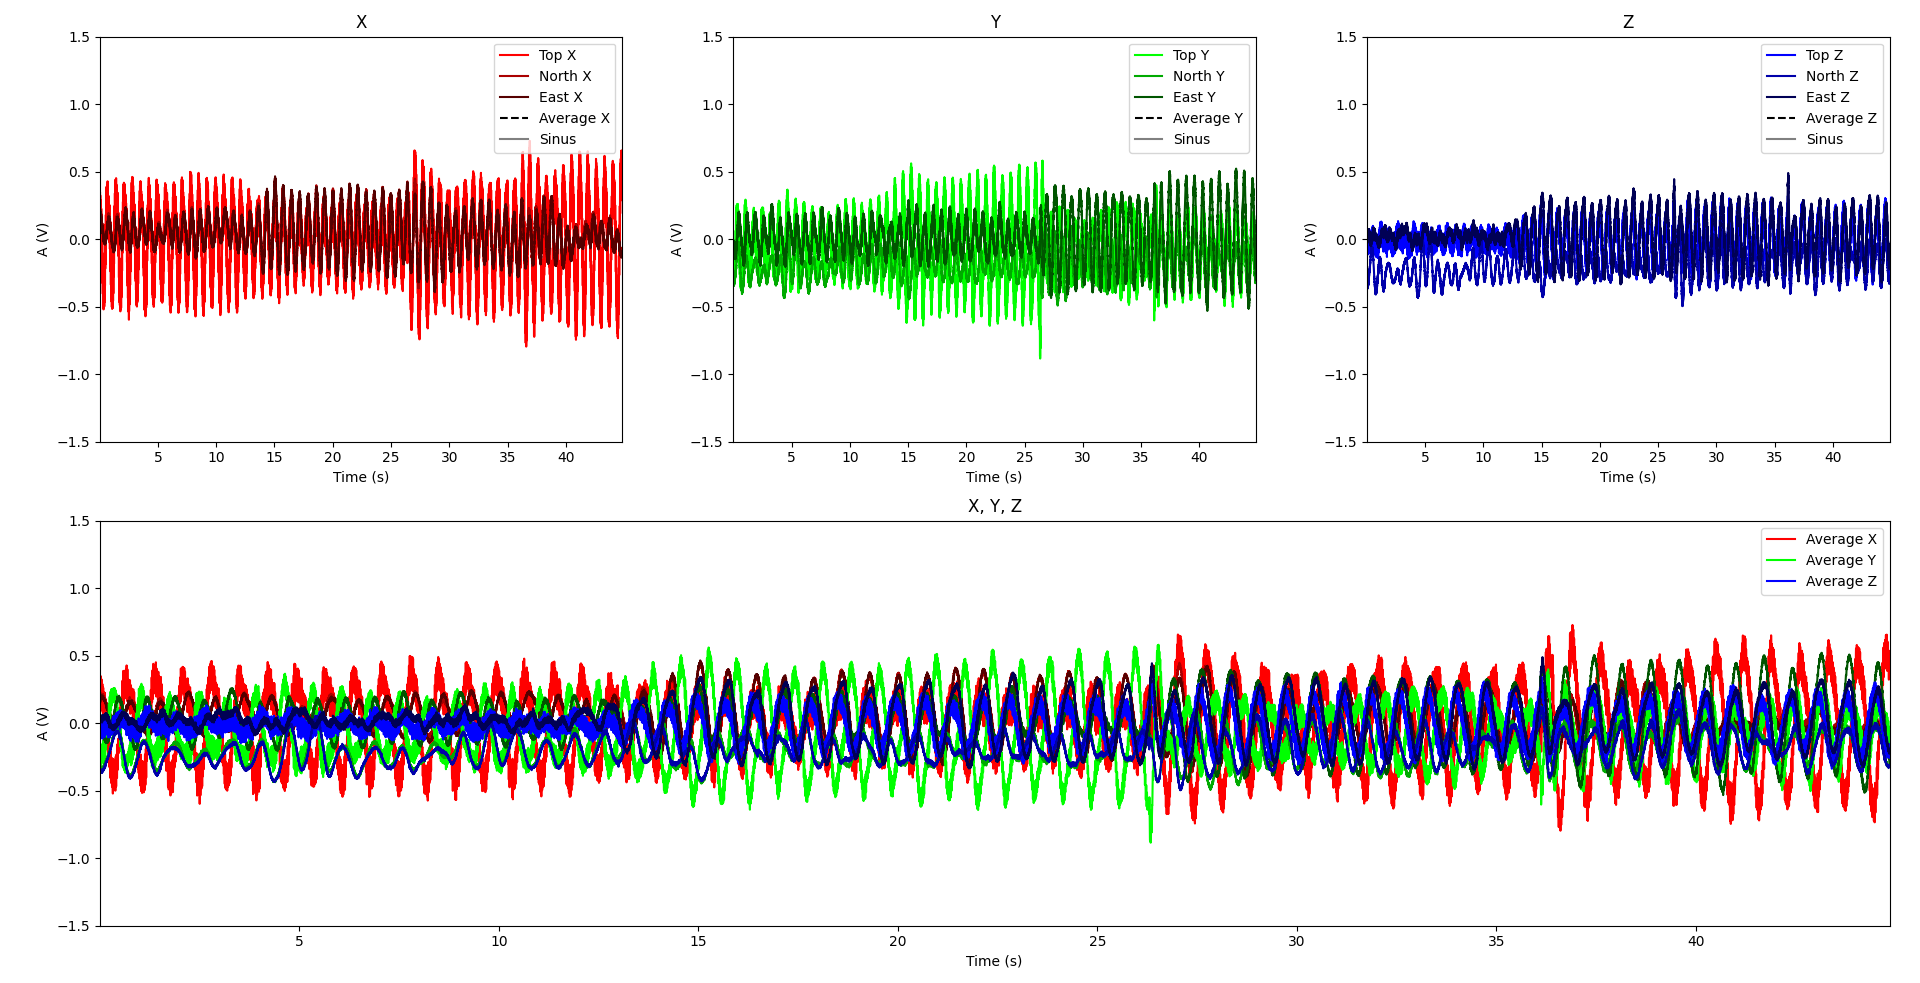 X
1.5
1.0
0.5
0.0
−0.5
−1.0
−1.5
A (V)
Top X
North X
East X
Average X
Sinus
5 10 15 20 25 30 35 40
Time (s)
Y
1.5
1.0
0.5
0.0
−0.5
−1.0
−1.5
A (V)
Top Y
North Y
East Y
Average Y
Sinus
5 10 15 20 25 30 35 40
Time (s)
Z
1.5
1.0
0.5
0.0
−0.5
−1.0
−1.5
A (V)
Top Z
North Z
East Z
Average Z
Sinus
5 10 15 20 25 30 35 40
Time (s)
X, Y, Z
1.5
1.0
0.5
0.0
−0.5
−1.0
−1.5
A (V)
Average X
Average Y
Average Z
5 10 15 20 25 30 35 40
Time (s)